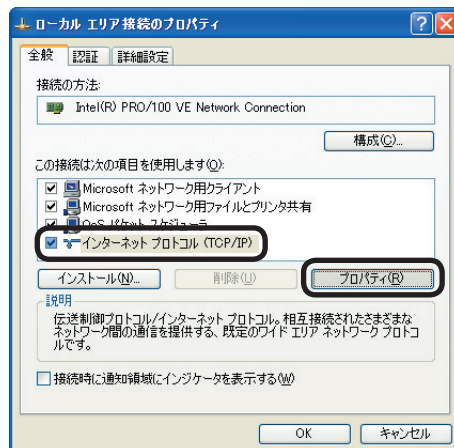 ローカル エリア接続のプロパティ
全般 認証 詳細設定
接続の方法:
Intel(R) PRO/100 VE Network Connection
構成(C)...
この接続は次の項目を使用します(O):
Microsoft ネットワーク用クライアント
Microsoft ネットワーク用ファイルとプリンタ共有
QoS パケット スケジューラ
インターネット プロトコル (TCP/IP)
インストール(N)... 削除(U) プロパティ(R)
説明
伝送制御プロトコル/インターネット プロトコル。相互接続されたさまざまな
ネットワーク間の通信を提供する、既定のワイド エリア ネットワーク プロトコ
ルです。
接続時に通知領域にインジケータを表示する(W)
OK キャンセル